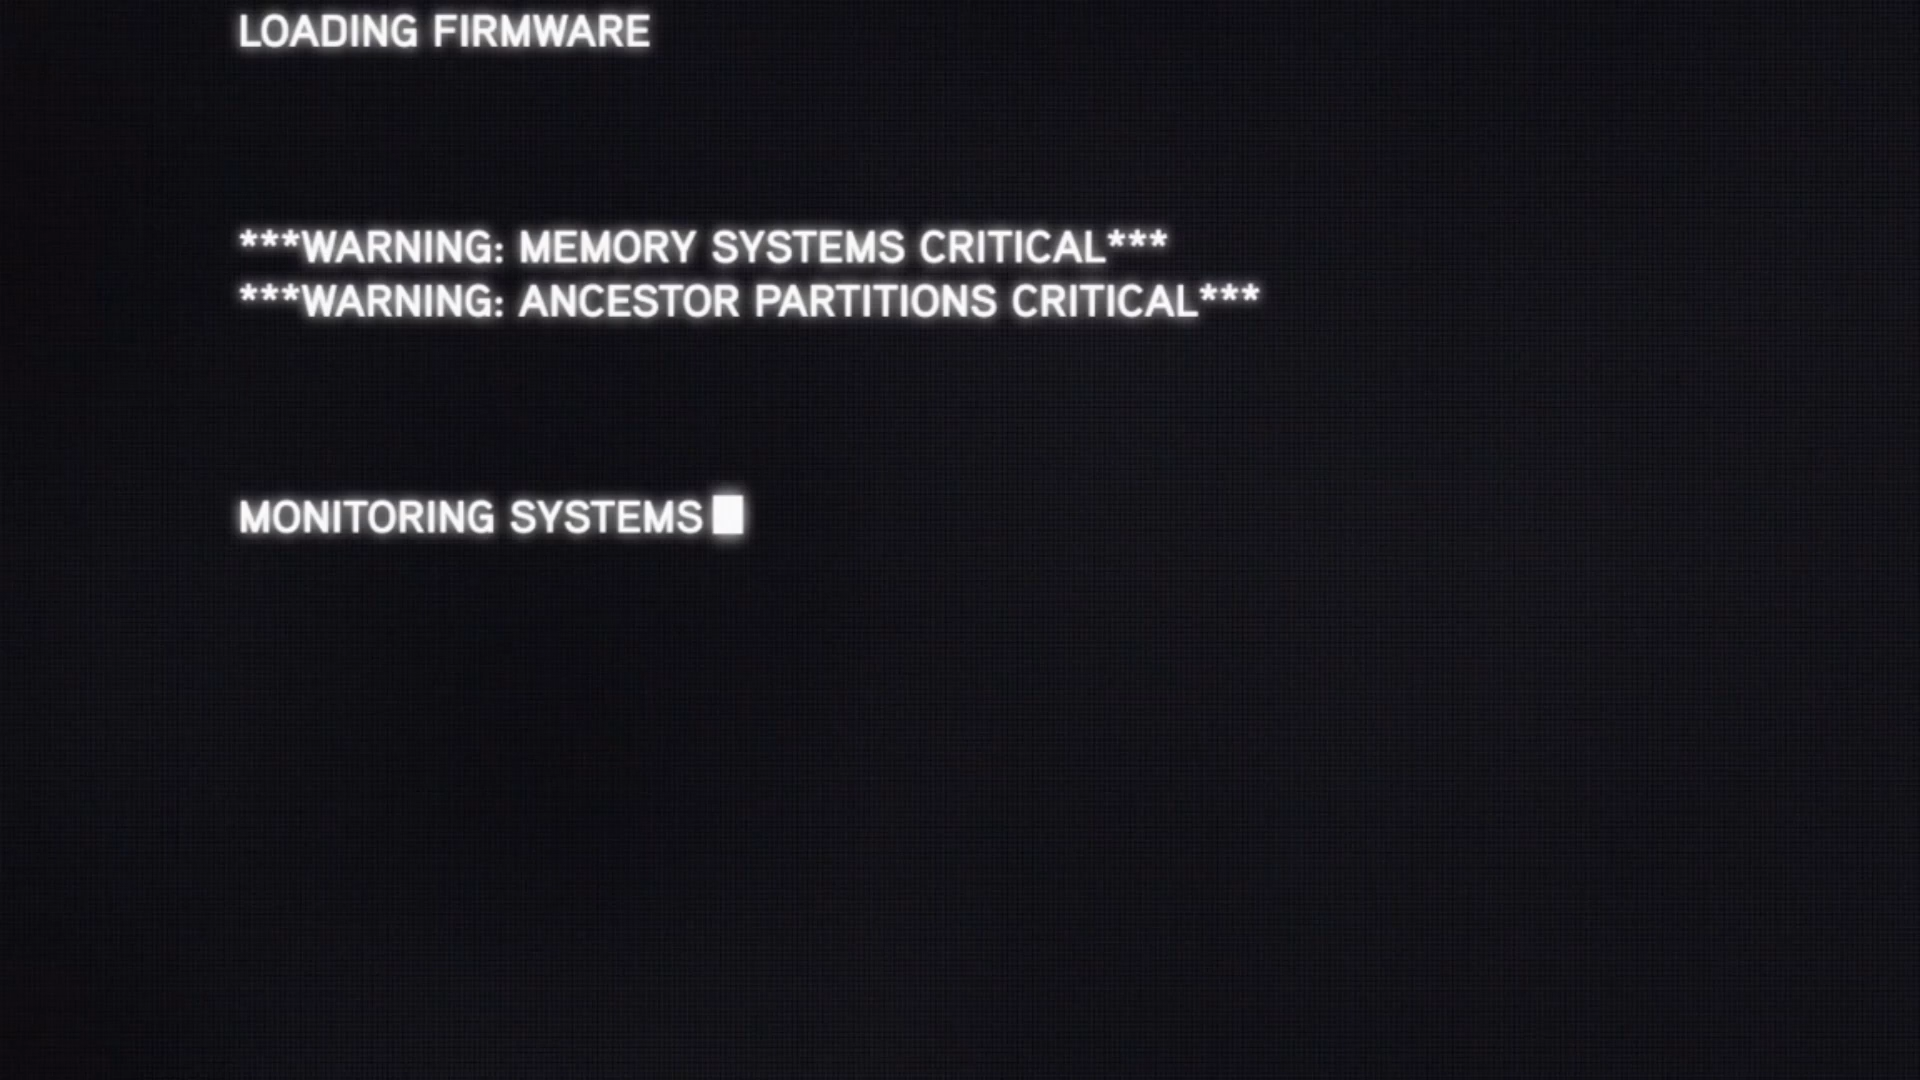 LOADING FIRMWARE
***WARNING: MEMORY SYSTEMS CRITICAL***
***WARNING: ANCESTOR PARTITIONS CRITICAL***
MONITORING SYSTEMS